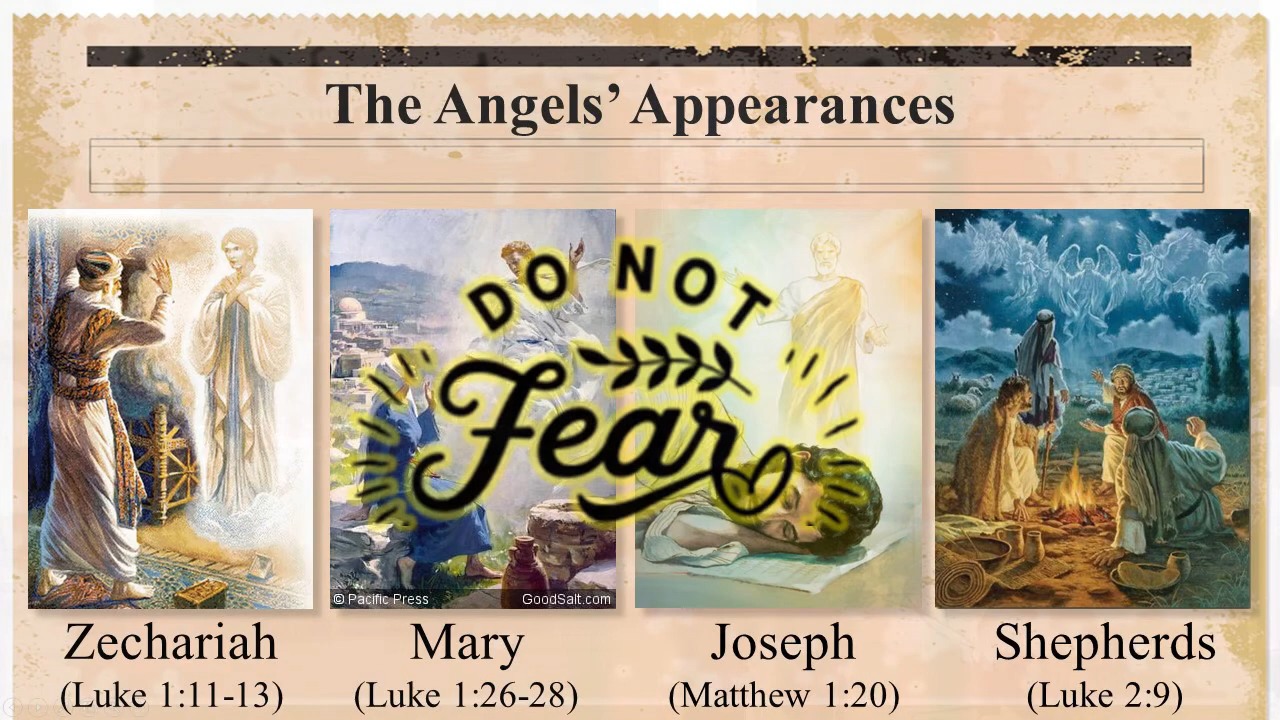 The Angels’ Appearances
DO NOT
Fear
© Pacific Press GoodSalt.com
Zechariah
Mary
Joseph
Shepherds
(Luke 1:11-13)
(Luke 1:26-28)
(Matthew 1:20)
(Luke 2:9)